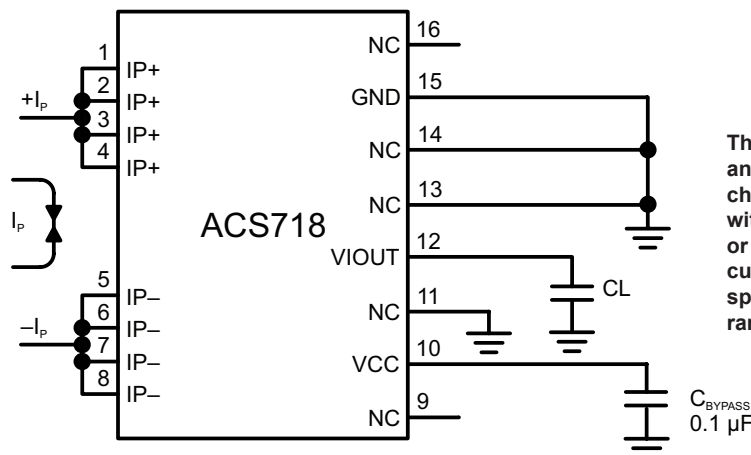 1
IP+
2
IP+
3
IP+
4
IP+
+IP
IP
5
IP–
6
IP–
7
IP–
8
IP–
–IP
ACS718
NC
16
GND
15
NC
14
NC
13
VIOUT
12
NC
11
VCC
10
NC
9
CL
CBYPASS
0.1 µF
Th
an
ch
wit
or
cu
sp
ran